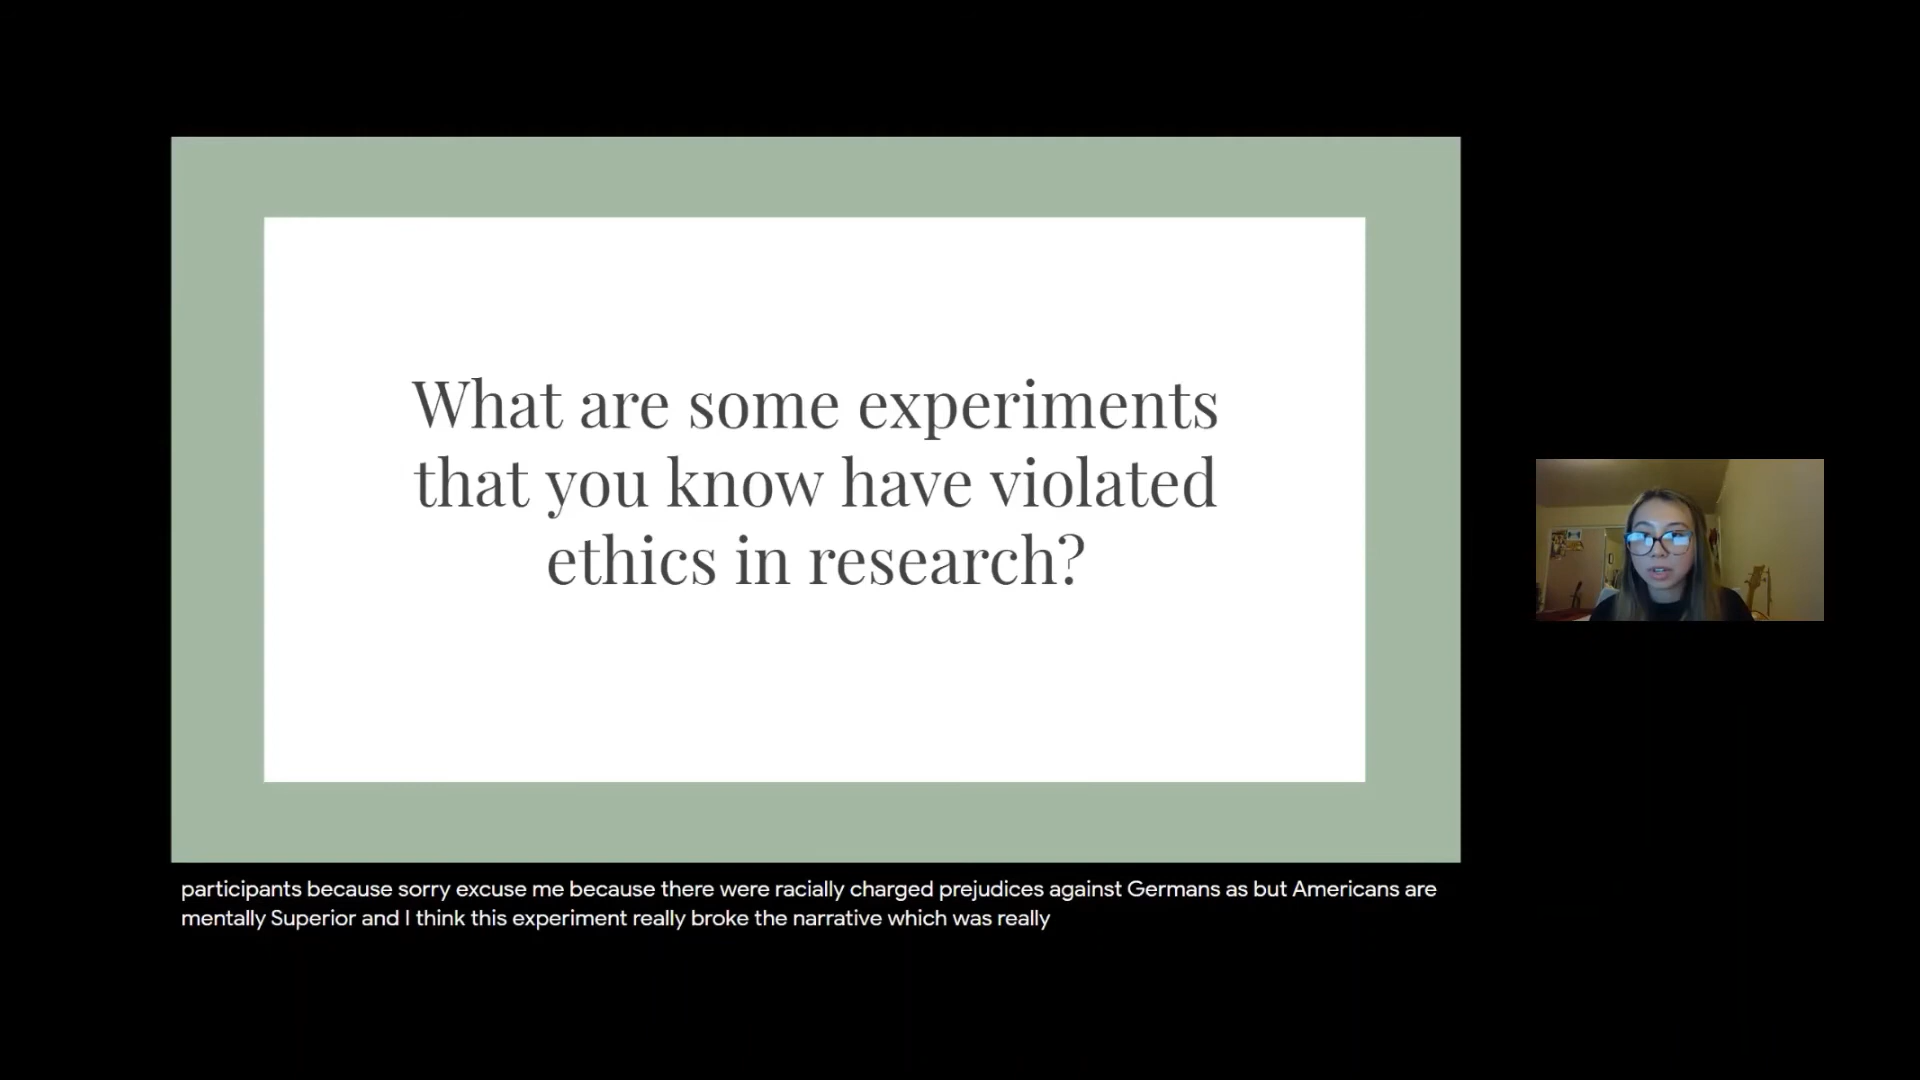 What are some experiments
that you know have violated
ethics in research?
participants because sorry excuse me because there were racially charged prejudices against Germans as but Americans are
mentally Superior and I think this experiment really broke the narrative which was really